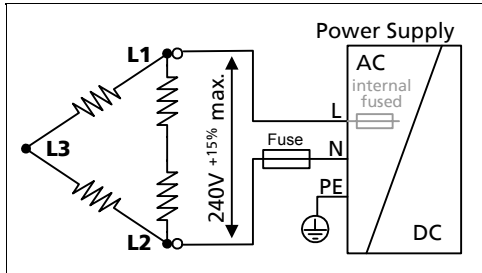 Power Supply
L1
AC
internal
fused
L
240V +15% max.
Fuse
N
L3
PE
L2
DC